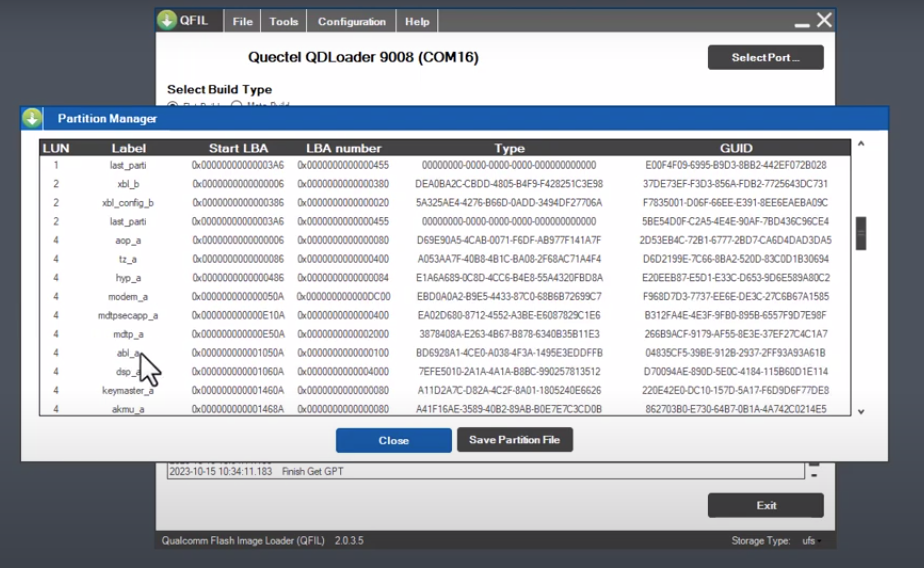 QFIL File Tools Configuration Help
Quectel QDLoader 9008 (COM16)
Select Port ...
Select Build Type
Partition Manager
LUN Label Start LBA LBA number Type GUID
1 last_parti 0x00000000000003A6 0x0000000000000455 00000000-0000-0000-0000-000000000000 E00F4F09-6995-B9D3-8BB2-442EF072B028
2 xbl_b 0x0000000000000006 0x0000000000000380 DEA0BA2C-CBDD-4805-B4F9-F428251C3E98 37DE73EF-F3D3-856A-FDB2-7725643DC731
2 xbl_config_b 0x0000000000000386 0x0000000000000020 5A325AE4-4276-B66D-0ADD-3494DF27706A F7835001-D06F-66EE-E391-8EE6EAEBA09C
2 last_parti 0x00000000000003A6 0x0000000000000455 00000000-0000-0000-0000-000000000000 5BE54D0F-C2A5-4E4E-90AF-7BD436C96CE4
4 aop_a 0x0000000000000006 0x0000000000000080 D69E90A5-4CAB-0071-F6DF-AB977F141A7F 2D53EB4C-72B1-6777-2BD7-CA6D4DAD3DA5
4 tz_a 0x0000000000000086 0x0000000000000400 A053AA7F-40B8-4B1C-BA08-2F68AC71A4F4 D6D2199E-7C66-8BA2-520D-83C0D1B30694
4 hyp_a 0x0000000000000486 0x0000000000000084 E1A6A689-0C8D-4CC6-B4E8-55A4320FBD8A E20EEB87-E5D1-E33C-D653-9D6E589A80C2
4 modem_a 0x000000000000050A 0x000000000000DC00 EBD0A0A2-B9E5-4433-87C0-68B6B72699C7 F968D7D3-7737-EE6E-DE3C-27C6B67A1585
4 mdtpsecapp_a 0x000000000000E10A 0x0000000000000400 EA02D680-8712-4552-A3BE-E6087829C1E6 B312FA4E-4E3F-9FB0-895B-6557F9D7E98F
4 mdtp_a 0x000000000000E50A 0x0000000000002000 3878408A-E263-4B67-B878-6340B35B11E3 266B9ACF-9179-AF55-8E3E-37EF27C4C1A7
4 abl_a 0x000000000001050A 0x0000000000000100 BD6928A1-4CE0-A038-4F3A-1495E3EDDFFB 04835CF5-39BE-912B-2937-2FF93A93A61B
4 dsp_a 0x000000000001060A 0x0000000000004000 7EFE5010-2A1A-4A1A-B8BC-990257813512 D70094AE-890D-5E0C-4184-115B60D1E114
4 keymaster_a 0x000000000001460A 0x0000000000000080 A11D2A7C-D82A-4C2F-8A01-1805240E6626 220E42E0-DC10-157D-5A17-F6D9D6F77DE8
4 akmu_a 0x000000000001468A 0x0000000000000080 A41F16AE-3589-40B2-89AB-B0E7E7C3CD0B 862703B0-E730-64B7-0B1A-4A742C0214E5
Close Save Partition File
2023-10-15 10:34:11.183 Finish Get GPT
Exit
Qualcomm Flash Image Loader (QFIL) 2.0.3.5 Storage Type: ufs